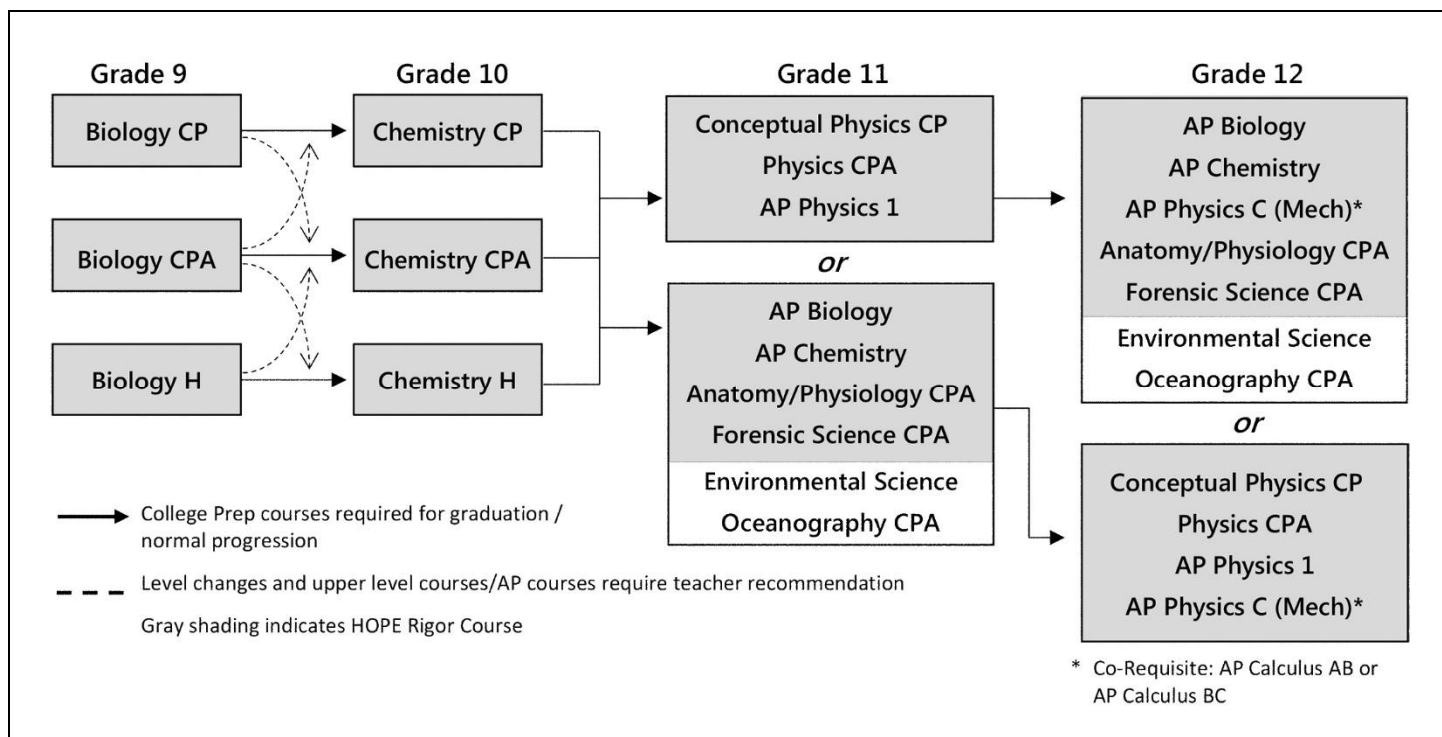 Grade 9
Biology CP
Biology CPA
Biology H
Grade 10
Chemistry CP
Chemistry CPA
Chemistry H
Grade 11
Conceptual Physics CP
Physics CPA
AP Physics 1
or
AP Biology
AP Chemistry
Anatomy/Physiology CPA
Forensic Science CPA
Environmental Science
Oceanography CPA
Grade 12
AP Biology
AP Chemistry
AP Physics C (Mech)*
Anatomy/Physiology CPA
Forensic Science CPA
Environmental Science
Oceanography CPA
or
Conceptual Physics CP
Physics CPA
AP Physics 1
AP Physics C (Mech)*
* Co-Requisite: AP Calculus AB or
AP Calculus BC
College Prep courses required for graduation /
normal progression
Level changes and upper level courses/AP courses require teacher recommendation
Gray shading indicates HOPE Rigor Course